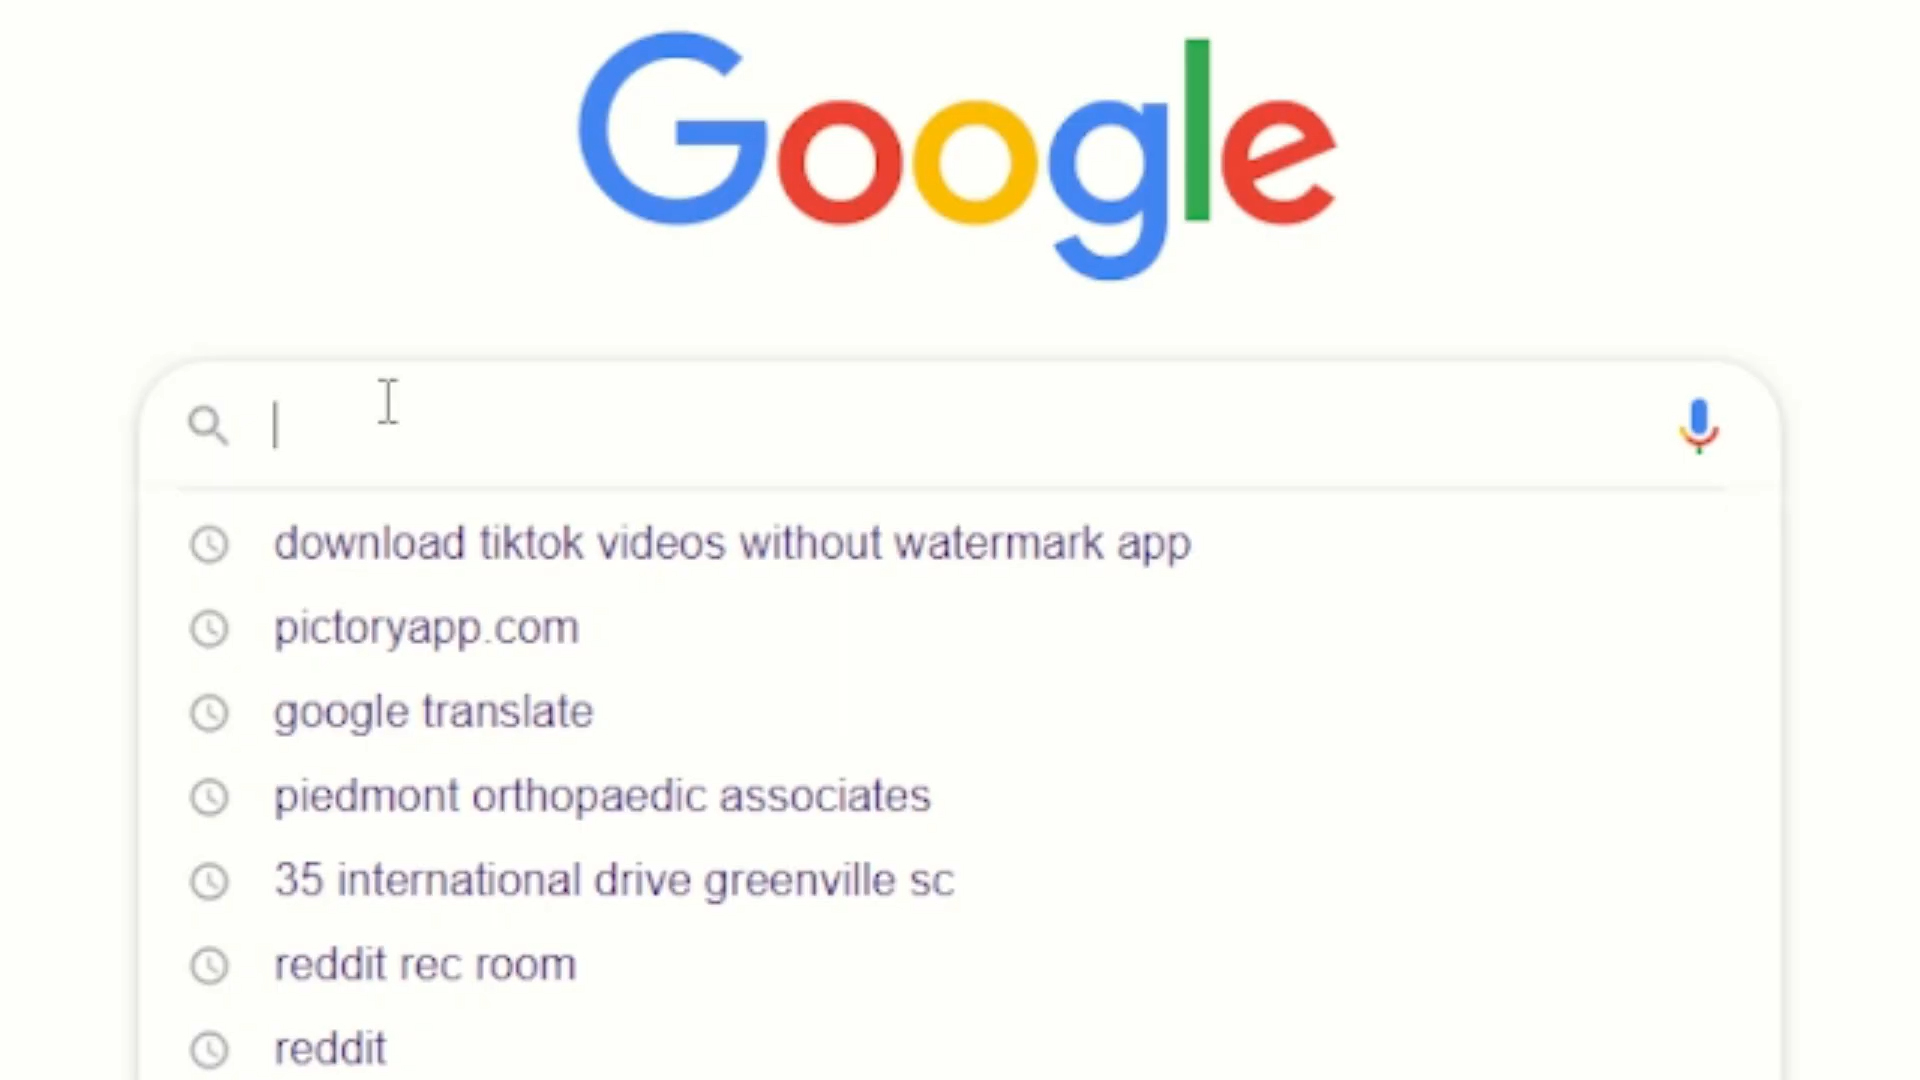 Google
download tiktok videos without watermark app
pictoryapp.com
google translate
piedmont orthopaedic associates
35 international drive greenville sc
reddit rec room
reddit